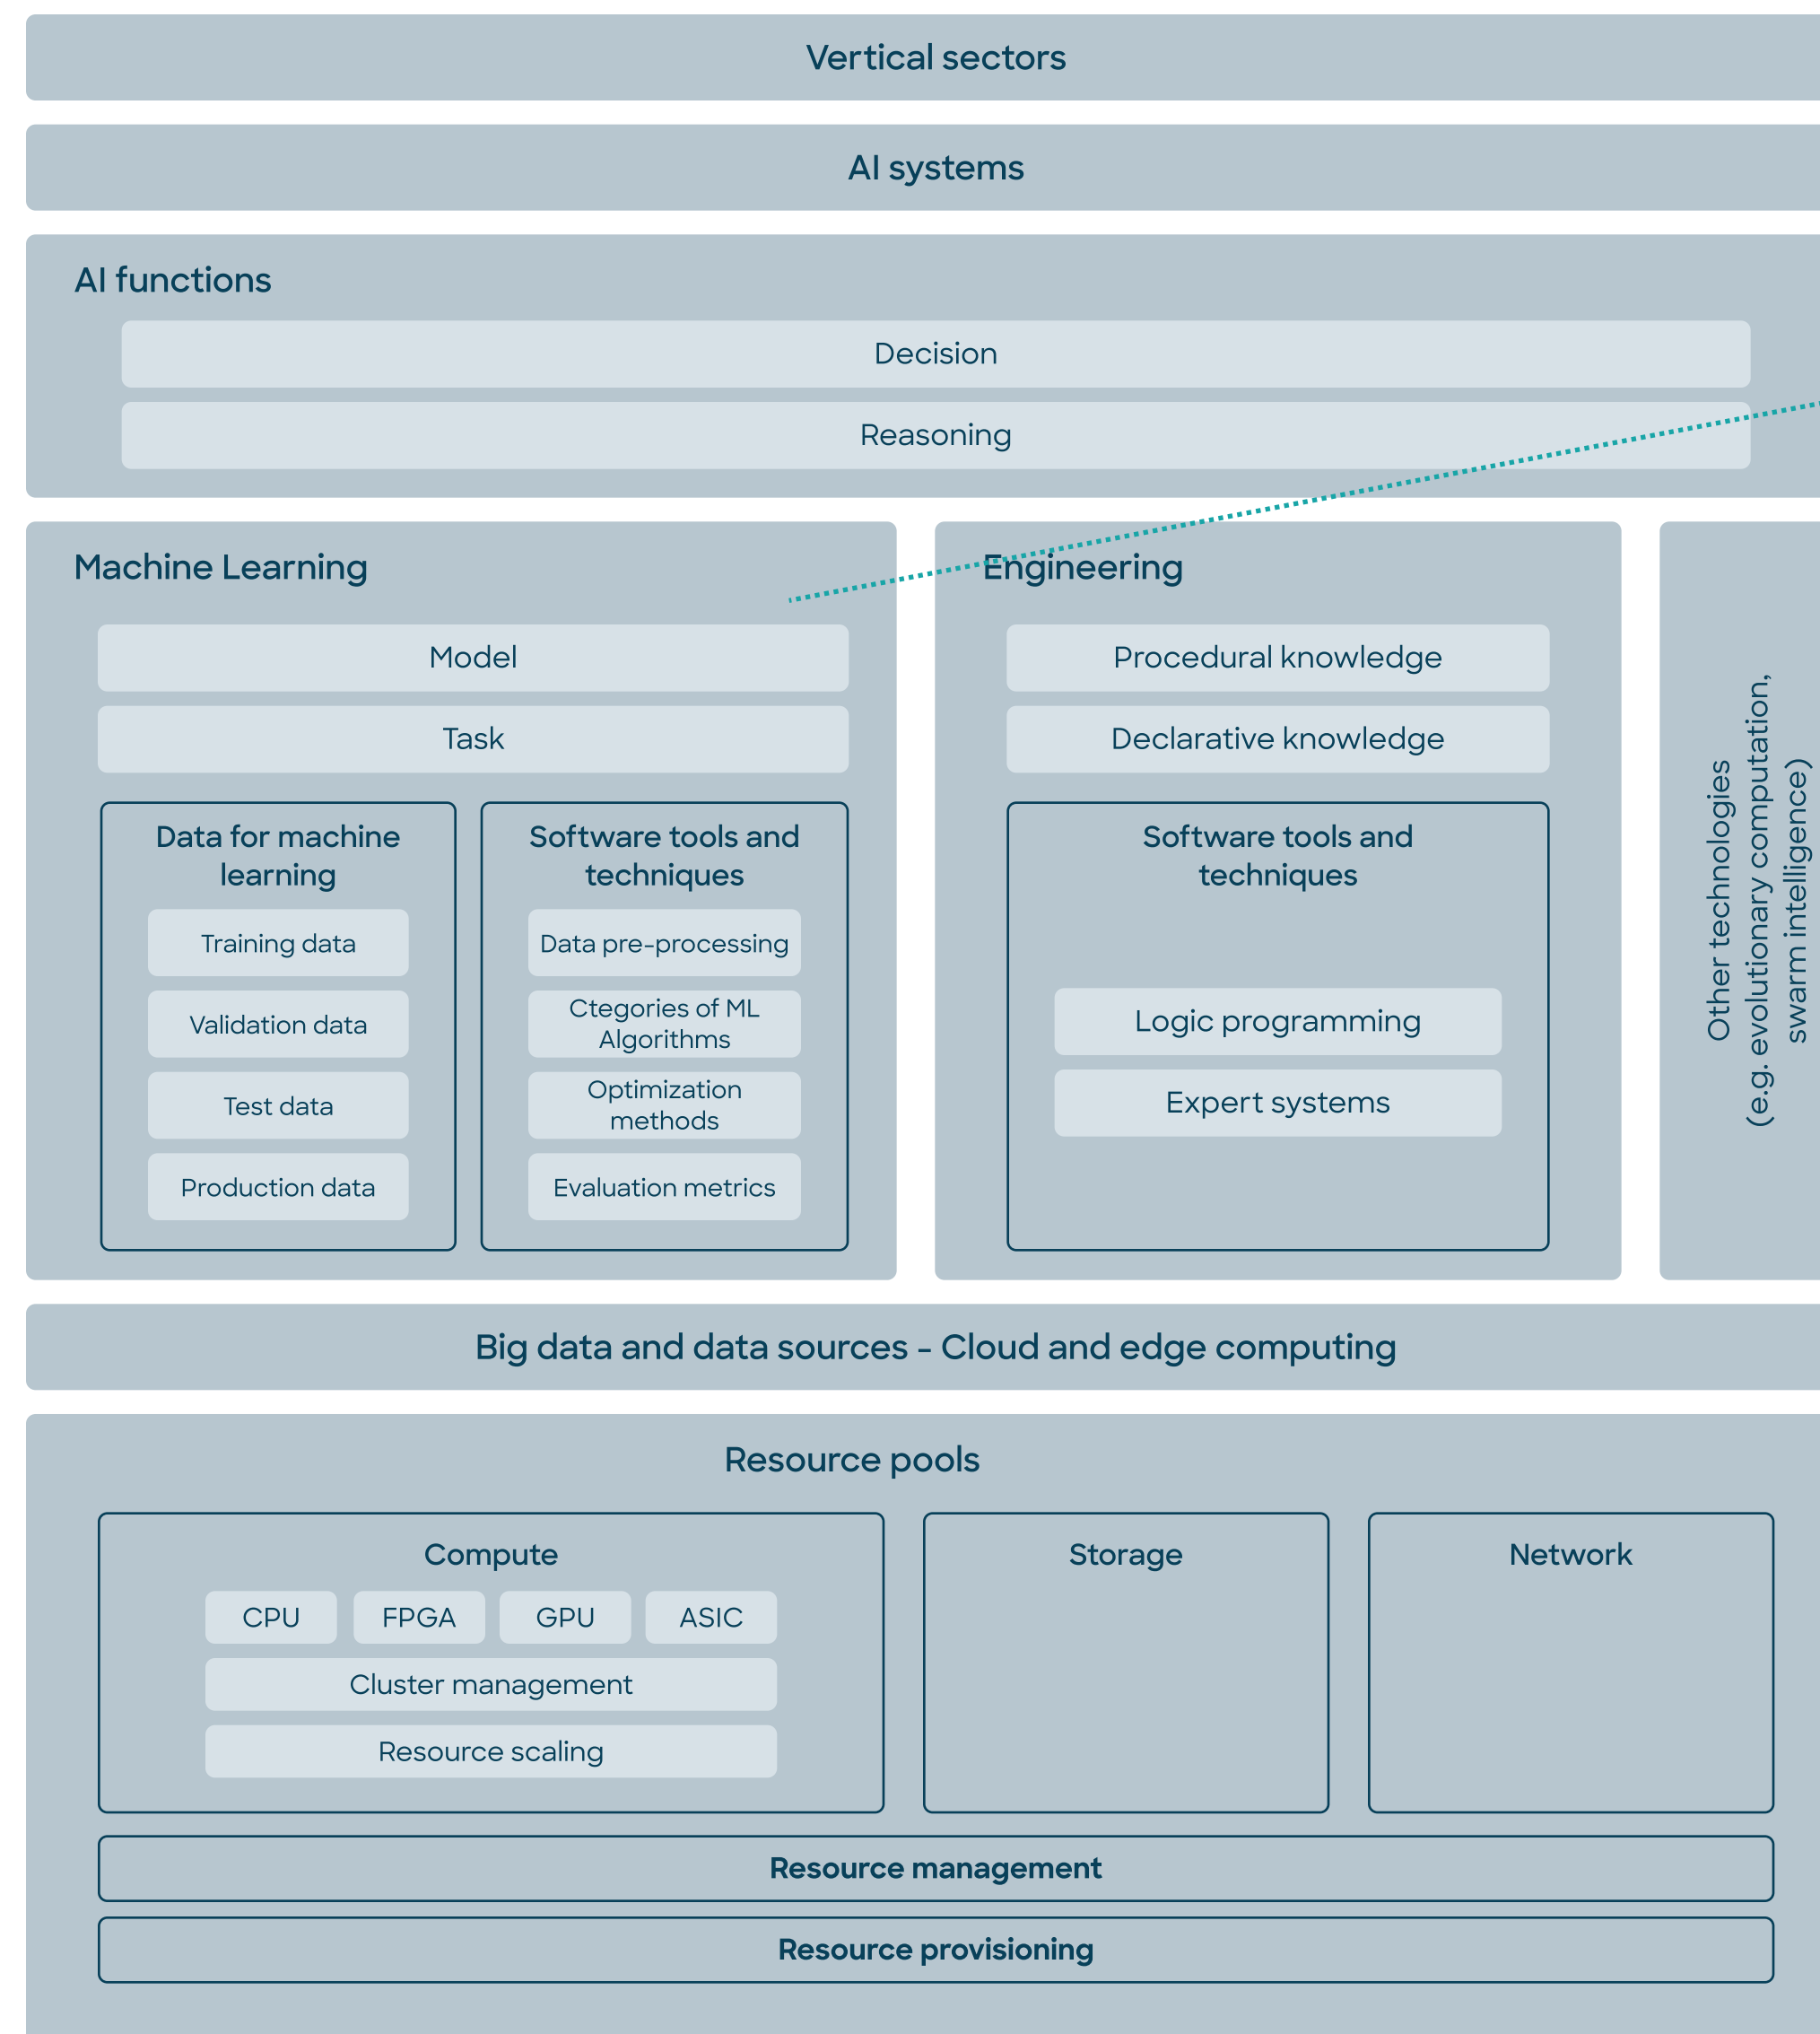 Vertical sectors
AI systems
AI functions
Decision
Reasoning
Machine Learning
Model
Task
Data for machine
learning
Training data
Validation data
Test data
Production data
Software tools and
techniques
Data pre-processing
Ctegories of ML
Algorithms
Optimization
methods
Evaluation metrics
Engineering
Procedural knowledge
Declarative knowledge
Software tools and
techniques
Logic programming
Expert systems
Other technologies
(e.g. evolutionary computation,
swarm intelligence)
Big data and data sources - Cloud and edge computing
Resource pools
Compute
CPU
FPGA
GPU
ASIC
Cluster management
Resource scaling
Storage
Network
Resource management
Resource provisioning